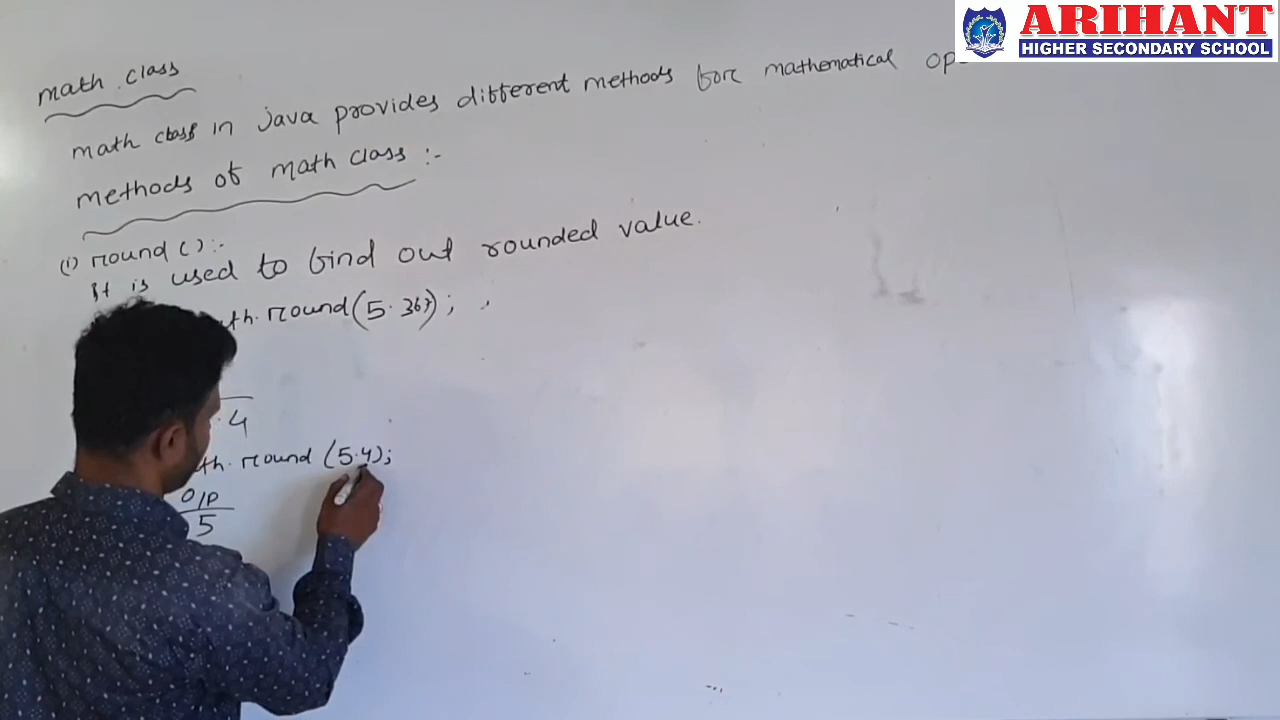 ARIHANT
HIGHER SECONDARY SCHOOL
math class
math class in java provides different methods for mathematical op
methods of math class :-
(i) round () :-
It is used to find out rounded value.
th. round (5.367);
.4
th. round (5.4);
O/P
5